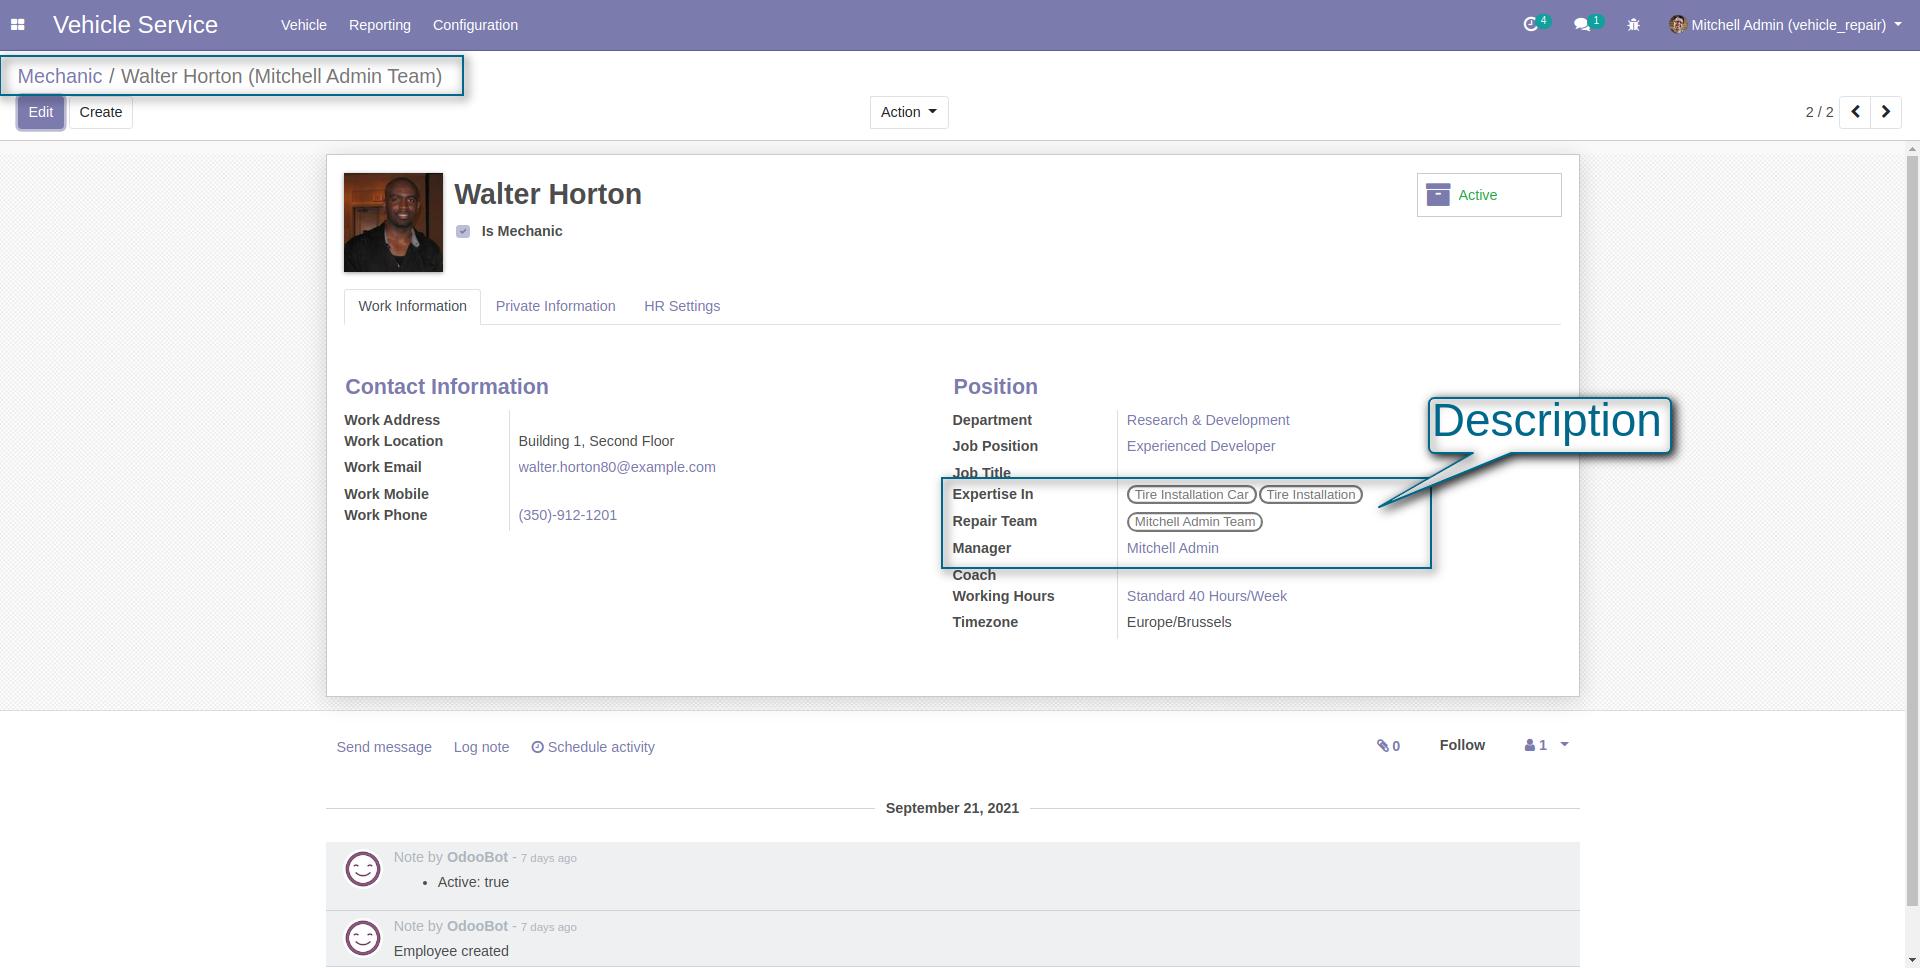 Vehicle Service Vehicle Reporting Configuration 4 1 Mitchell Admin (vehicle_repair)
Mechanic / Walter Horton (Mitchell Admin Team)
Edit Create Action 2 / 2
Walter Horton
Active
Is Mechanic
Work Information Private Information HR Settings
Contact Information
Work Address
Work Location Building 1, Second Floor
Work Email walter.horton80@example.com
Work Mobile
Work Phone (350)-912-1201
Position
Department Research & Development
Job Position Experienced Developer
Job Title
Expertise In Tire Installation Car Tire Installation
Repair Team Mitchell Admin Team
Manager Mitchell Admin
Coach
Working Hours Standard 40 Hours/Week
Timezone Europe/Brussels
Description
Send message Log note Schedule activity 0 Follow 1
September 21, 2021
Note by OdooBot - 7 days ago
• Active: true
Note by OdooBot - 7 days ago
Employee created